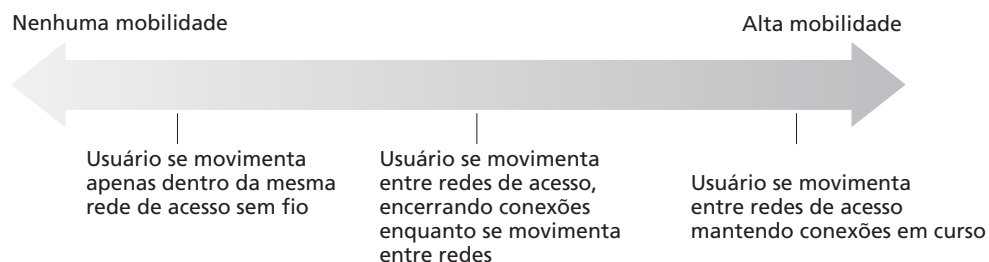 Nenhuma mobilidade
Alta mobilidade
Usuário se movimenta
apenas dentro da mesma
rede de acesso sem fio
Usuário se movimenta
entre redes de acesso,
encerrando conexões
enquanto se movimenta
entre redes
Usuário se movimenta
entre redes de acesso
mantendo conexões em curso